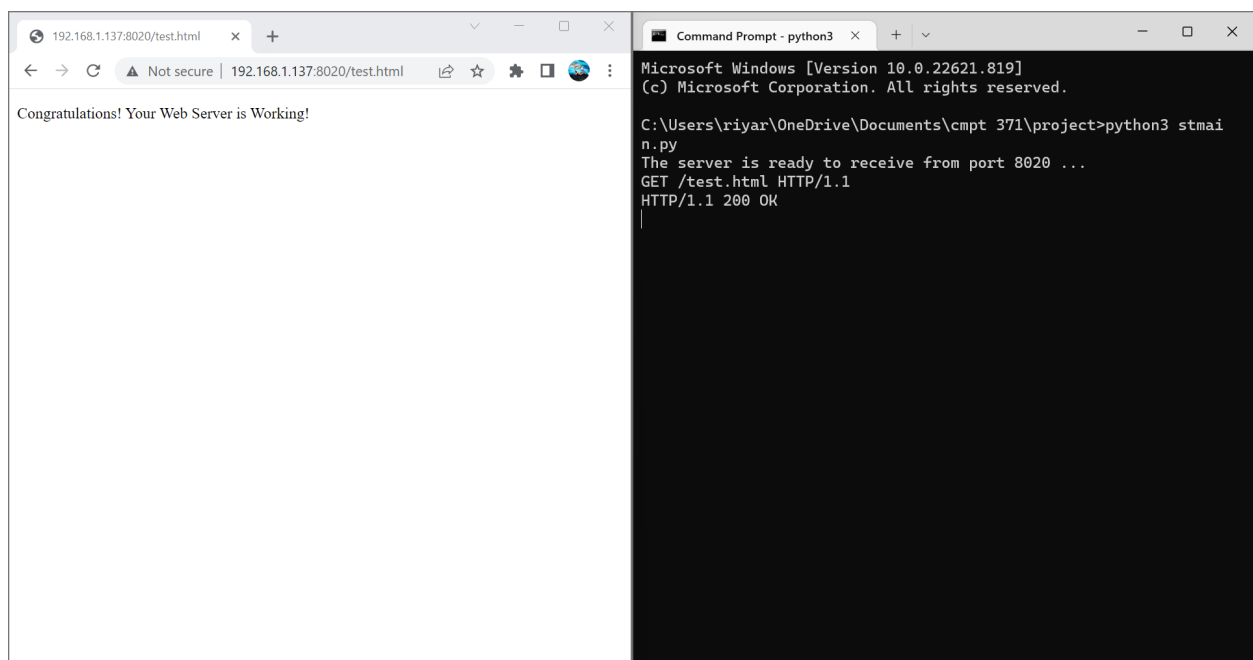 192.168.1.137:8020/test.html
Not secure | 192.168.1.137:8020/test.html
Congratulations! Your Web Server is Working!
Command Prompt - python3
Microsoft Windows [Version 10.0.22621.819]
(c) Microsoft Corporation. All rights reserved.
C:\Users\riyar\OneDrive\Documents\cmpt 371\project>python3 stmai
n.py
The server is ready to receive from port 8020 ...
GET /test.html HTTP/1.1
HTTP/1.1 200 OK